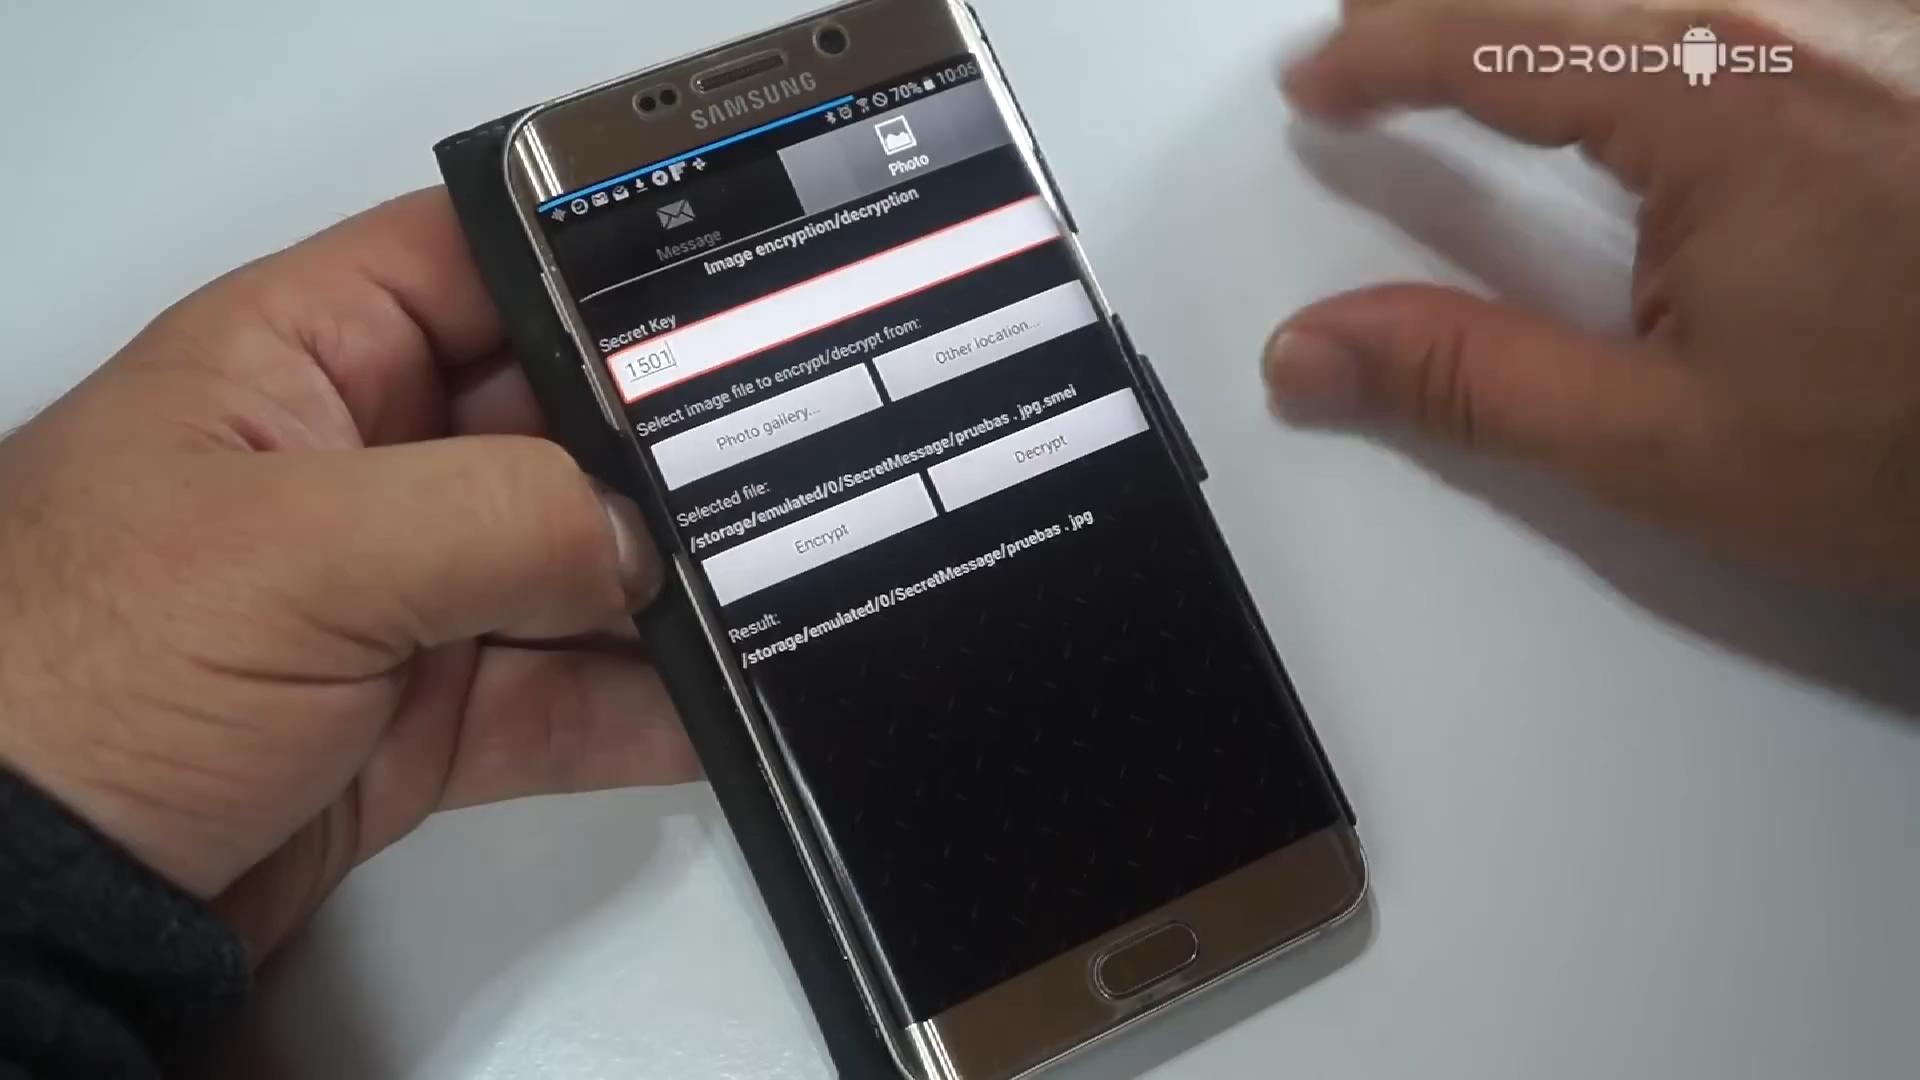 ANDROIDSIS
SAMSUNG
70% 10:05
Message
Photo
Image encryption/decryption
Secret Key
1501
Select image file to encrypt/decrypt from:
Photo gallery...
Other location...
Selected file:
/storage/emulated/0/SecretMessage/pruebas . jpg.smei
Encrypt
Decrypt
Result:
/storage/emulated/0/SecretMessage/pruebas . jpg